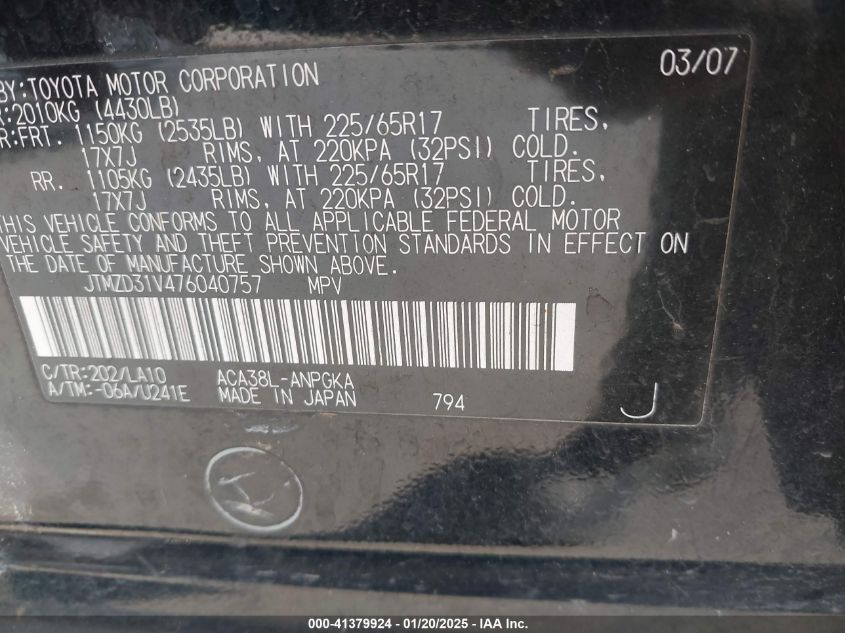 03/07
BY:TOYOTA MOTOR CORPORATION
R:2010KG (4430LB)
R:FRT. 1150KG (2535LB) WITH 225/65R17 TIRES,
17X7J RIMS, AT 220KPA (32PSI) COLD.
RR. 1105KG (2435LB) WITH 225/65R17 TIRES,
17X7J RIMS, AT 220KPA (32PSI) COLD.
THIS VEHICLE CONFORMS TO ALL APPLICABLE FEDERAL MOTOR
VEHICLE SAFETY AND THEFT PREVENTION STANDARDS IN EFFECT ON
THE DATE OF MANUFACTURE SHOWN ABOVE.
JTMZD31V476040757 MPV
C/TR:202/LA10 ACA38L-ANPGKA
A/TM:-06A/U241E MADE IN JAPAN 794 J
000-41379924 — 01/20/2025 — IAA Inc.